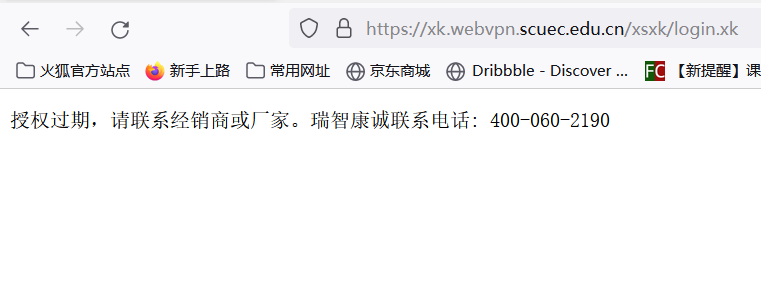 https://xk.webvpn.scuec.edu.cn/xsxk/login.xk
火狐官方站点 新手上路 常用网址 京东商城 Dribbble - Discover ... FC 【新提醒】课
授权过期，请联系经销商或厂家。瑞智康诚联系电话: 400-060-2190